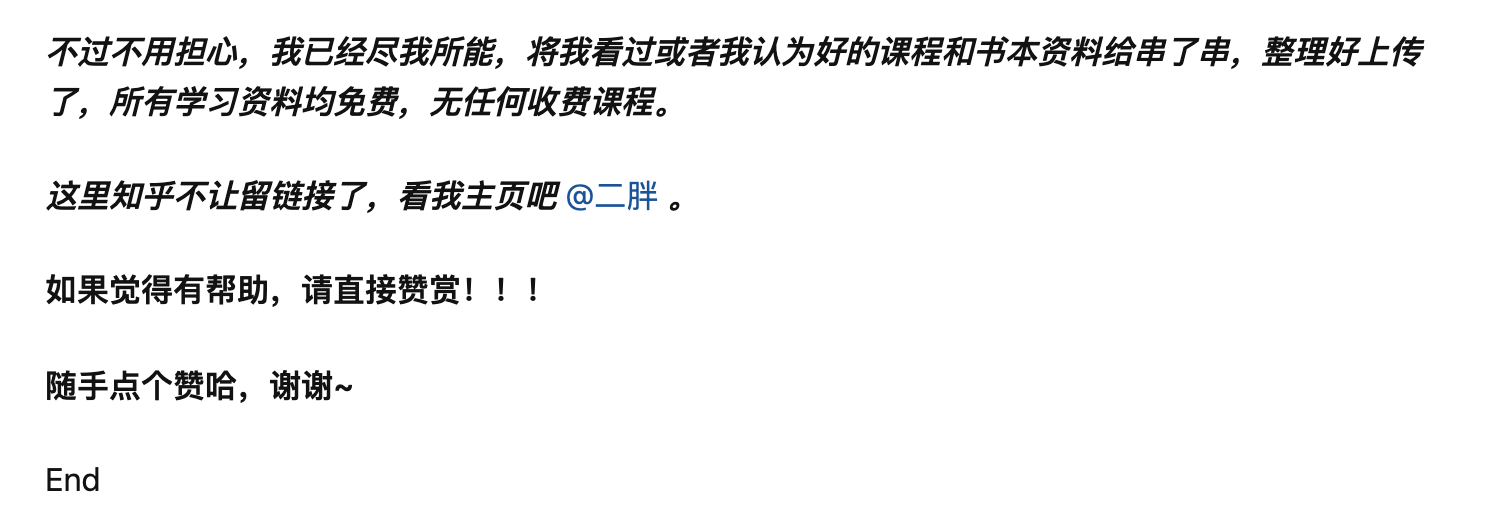 不过不用担心，我已经尽我所能，将我看过或者我认为好的课程和书本资料给串了串，整理好上传
了，所有学习资料均免费，无任何收费课程。
这里知乎不让留链接了，看我主页吧 @二胖 。
如果觉得有帮助，请直接赞赏！！！
随手点个赞哈，谢谢~
End